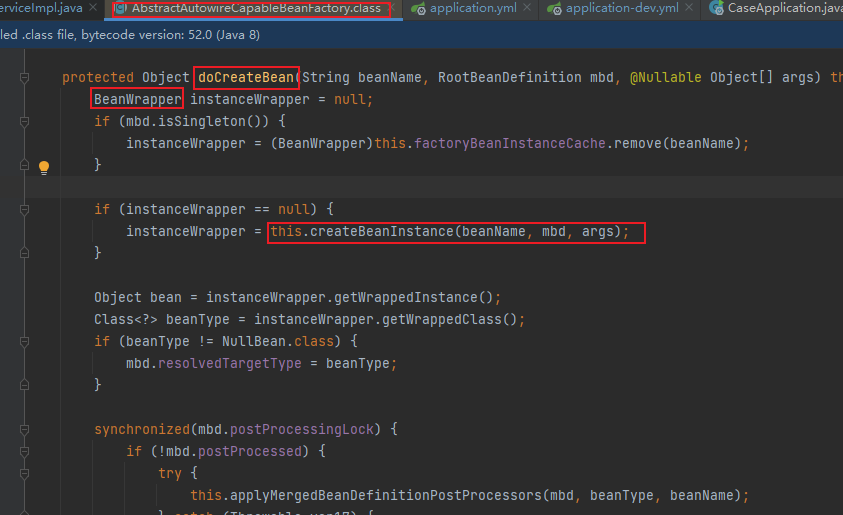 erviceImpl.java AbstractAutowireCapableBeanFactory.class application.yml application-dev.yml CaseApplication.java
led .class file, bytecode version: 52.0 (Java 8)
protected Object doCreateBean(String beanName, RootBeanDefinition mbd, @Nullable Object[] args) th
BeanWrapper instanceWrapper = null;
if (mbd.isSingleton()) {
instanceWrapper = (BeanWrapper)this.factoryBeanInstanceCache.remove(beanName);
}
if (instanceWrapper == null) {
instanceWrapper = this.createBeanInstance(beanName, mbd, args);
}
Object bean = instanceWrapper.getWrappedInstance();
Class<?> beanType = instanceWrapper.getWrappedClass();
if (beanType != NullBean.class) {
mbd.resolvedTargetType = beanType;
}
synchronized(mbd.postProcessingLock) {
if (!mbd.postProcessed) {
try {
this.applyMergedBeanDefinitionPostProcessors(mbd, beanType, beanName);
} catch (Throwable var17) {